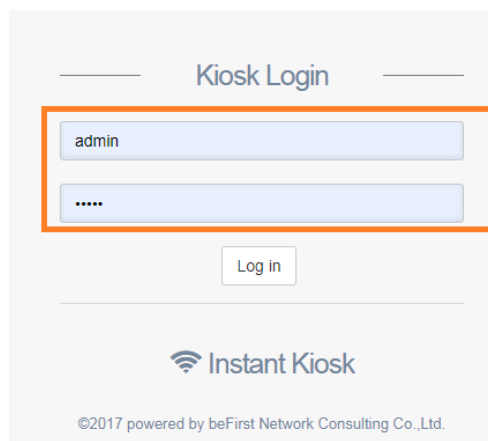 Kiosk Login
admin
•••••
Log in
Instant Kiosk
©2017 powered by beFirst Network Consulting Co.,Ltd.